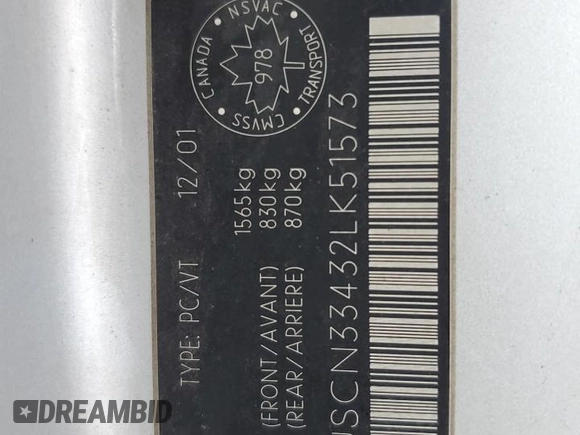 TYPE: PC/VT 12/01
1565kg
(FRONT/AVANT) 830kg
(REAR/ARRIERE) 870kg
SCN33432LK51573
CANADA NSVAC
978
CMVSS TRANSPORT
DREAMBID